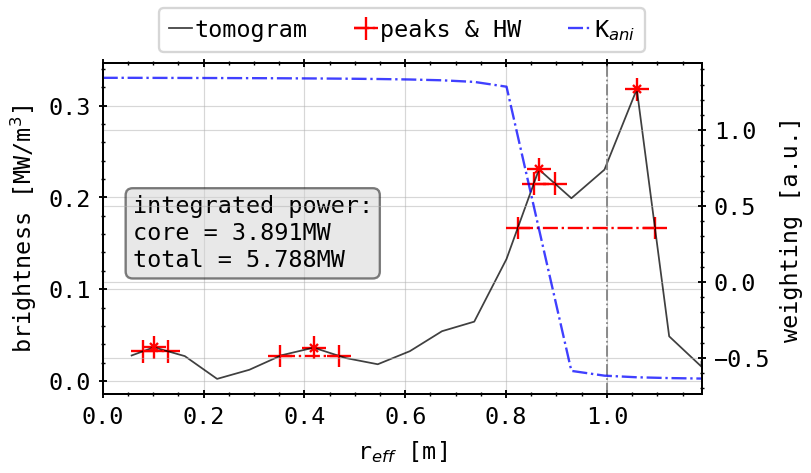 tomogram peaks & HW K_ani
brightness [MW/m³]
0.3
0.2
0.1
0.0
integrated power:
core = 3.891MW
total = 5.788MW
1.0
0.5
0.0
−0.5
weighting [a.u.]
0.0 0.2 0.4 0.6 0.8 1.0
r_eff [m]